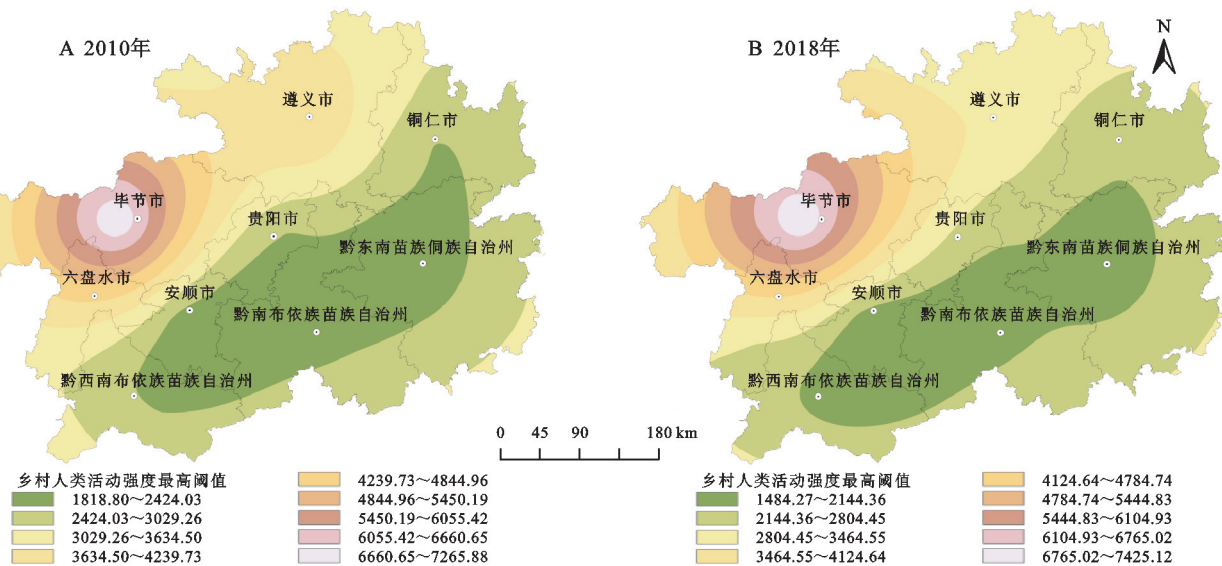 A 2010年
遵义市
铜仁市
毕节市
贵阳市
黔东南苗族侗族自治州
六盘水市
安顺市
黔南布依族苗族自治州
黔西南布依族苗族自治州
B 2018年
N
遵义市
铜仁市
毕节市
贵阳市
黔东南苗族侗族自治州
六盘水市
安顺市
黔南布依族苗族自治州
黔西南布依族苗族自治州
0 45 90 180 km
乡村人类活动强度最高阈值
1818.80～2424.03
2424.03～3029.26
3029.26～3634.50
3634.50～4239.73
4239.73～4844.96
4844.96～5450.19
5450.19～6055.42
6055.42～6660.65
6660.65～7265.88
乡村人类活动强度最高阈值
1484.27～2144.36
2144.36～2804.45
2804.45～3464.55
3464.55～4124.64
4124.64～4784.74
4784.74～5444.83
5444.83～6104.93
6104.93～6765.02
6765.02～7425.12